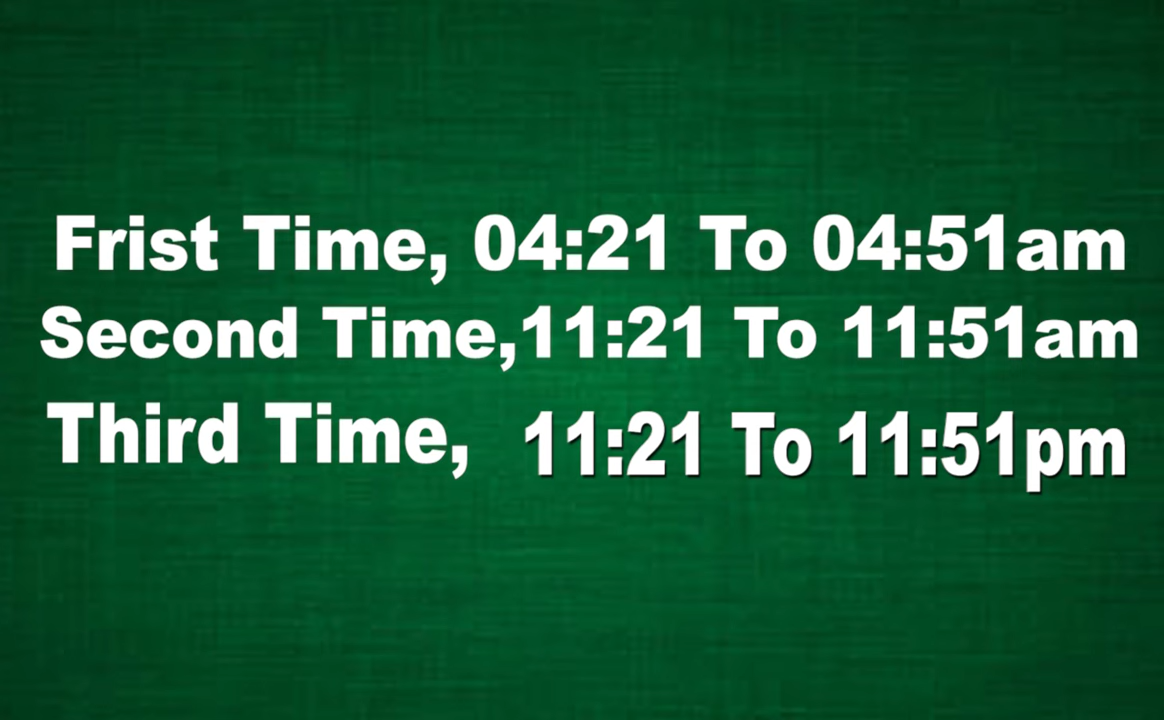 Frist Time, 04:21 To 04:51am
Second Time,11:21 To 11:51am
Third Time, 11:21 To 11:51pm